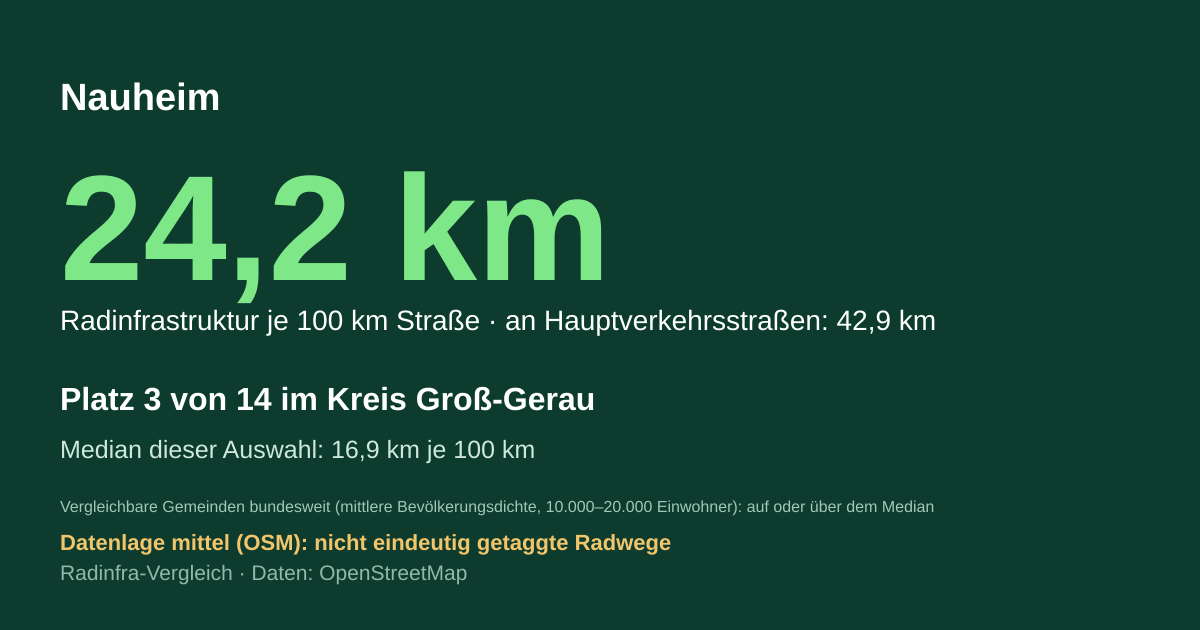 Nauheim
24,2 km
Radinfrastruktur je 100 km Straße · an Hauptverkehrsstraßen: 42,9 km
Platz 3 von 14 im Kreis Groß-Gerau
Median dieser Auswahl: 16,9 km je 100 km
Vergleichbare Gemeinden bundesweit (mittlere Bevölkerungsdichte, 10.000–20.000 Einwohner): auf oder über dem Median
Datenlage mittel (OSM): nicht eindeutig getaggte Radwege
Radinfra-Vergleich · Daten: OpenStreetMap